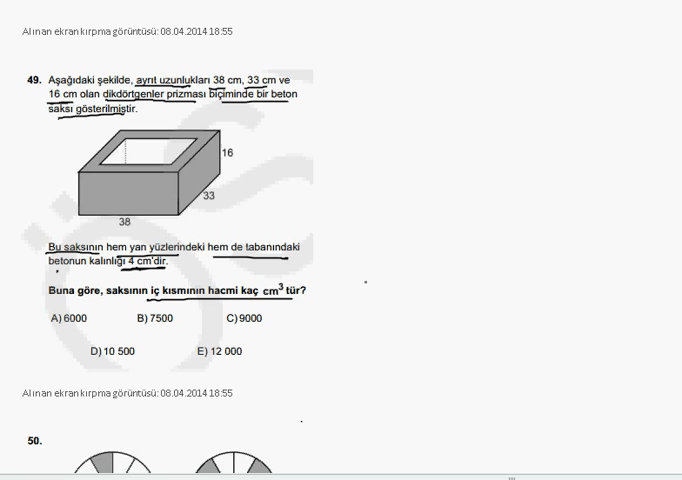 Alınan ekran kırpma görüntüsü: 08.04.2014 18:55
49. Aşağıdaki şekilde, ayrıt uzunlukları 38 cm, 33 cm ve
16 cm olan dikdörtgenler prizması biçiminde bir beton
saksı gösterilmiştir.
16
33
38
Bu saksının hem yan yüzlerindeki hem de tabanındaki
betonun kalınlığı 4 cm'dir.
Buna göre, saksının iç kısmının hacmi kaç cm³ tür?
A) 6000 B) 7500 C) 9000
D) 10 500 E) 12 000
Alınan ekran kırpma görüntüsü: 08.04.2014 18:55
50.